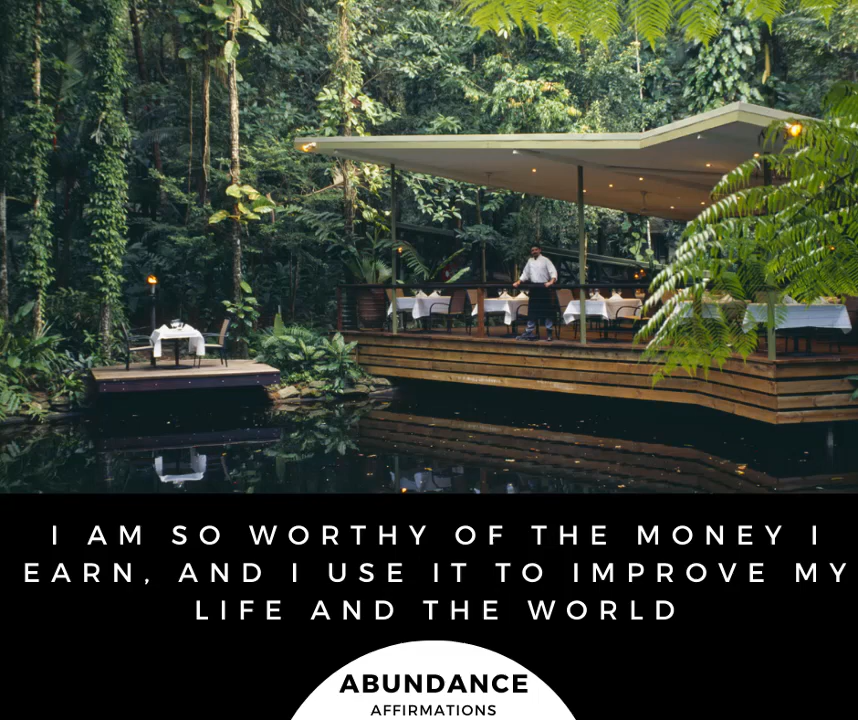 I AM SO WORTHY OF THE MONEY I
EARN, AND I USE IT TO IMPROVE MY
LIFE AND THE WORLD
ABUNDANCE
AFFIRMATIONS